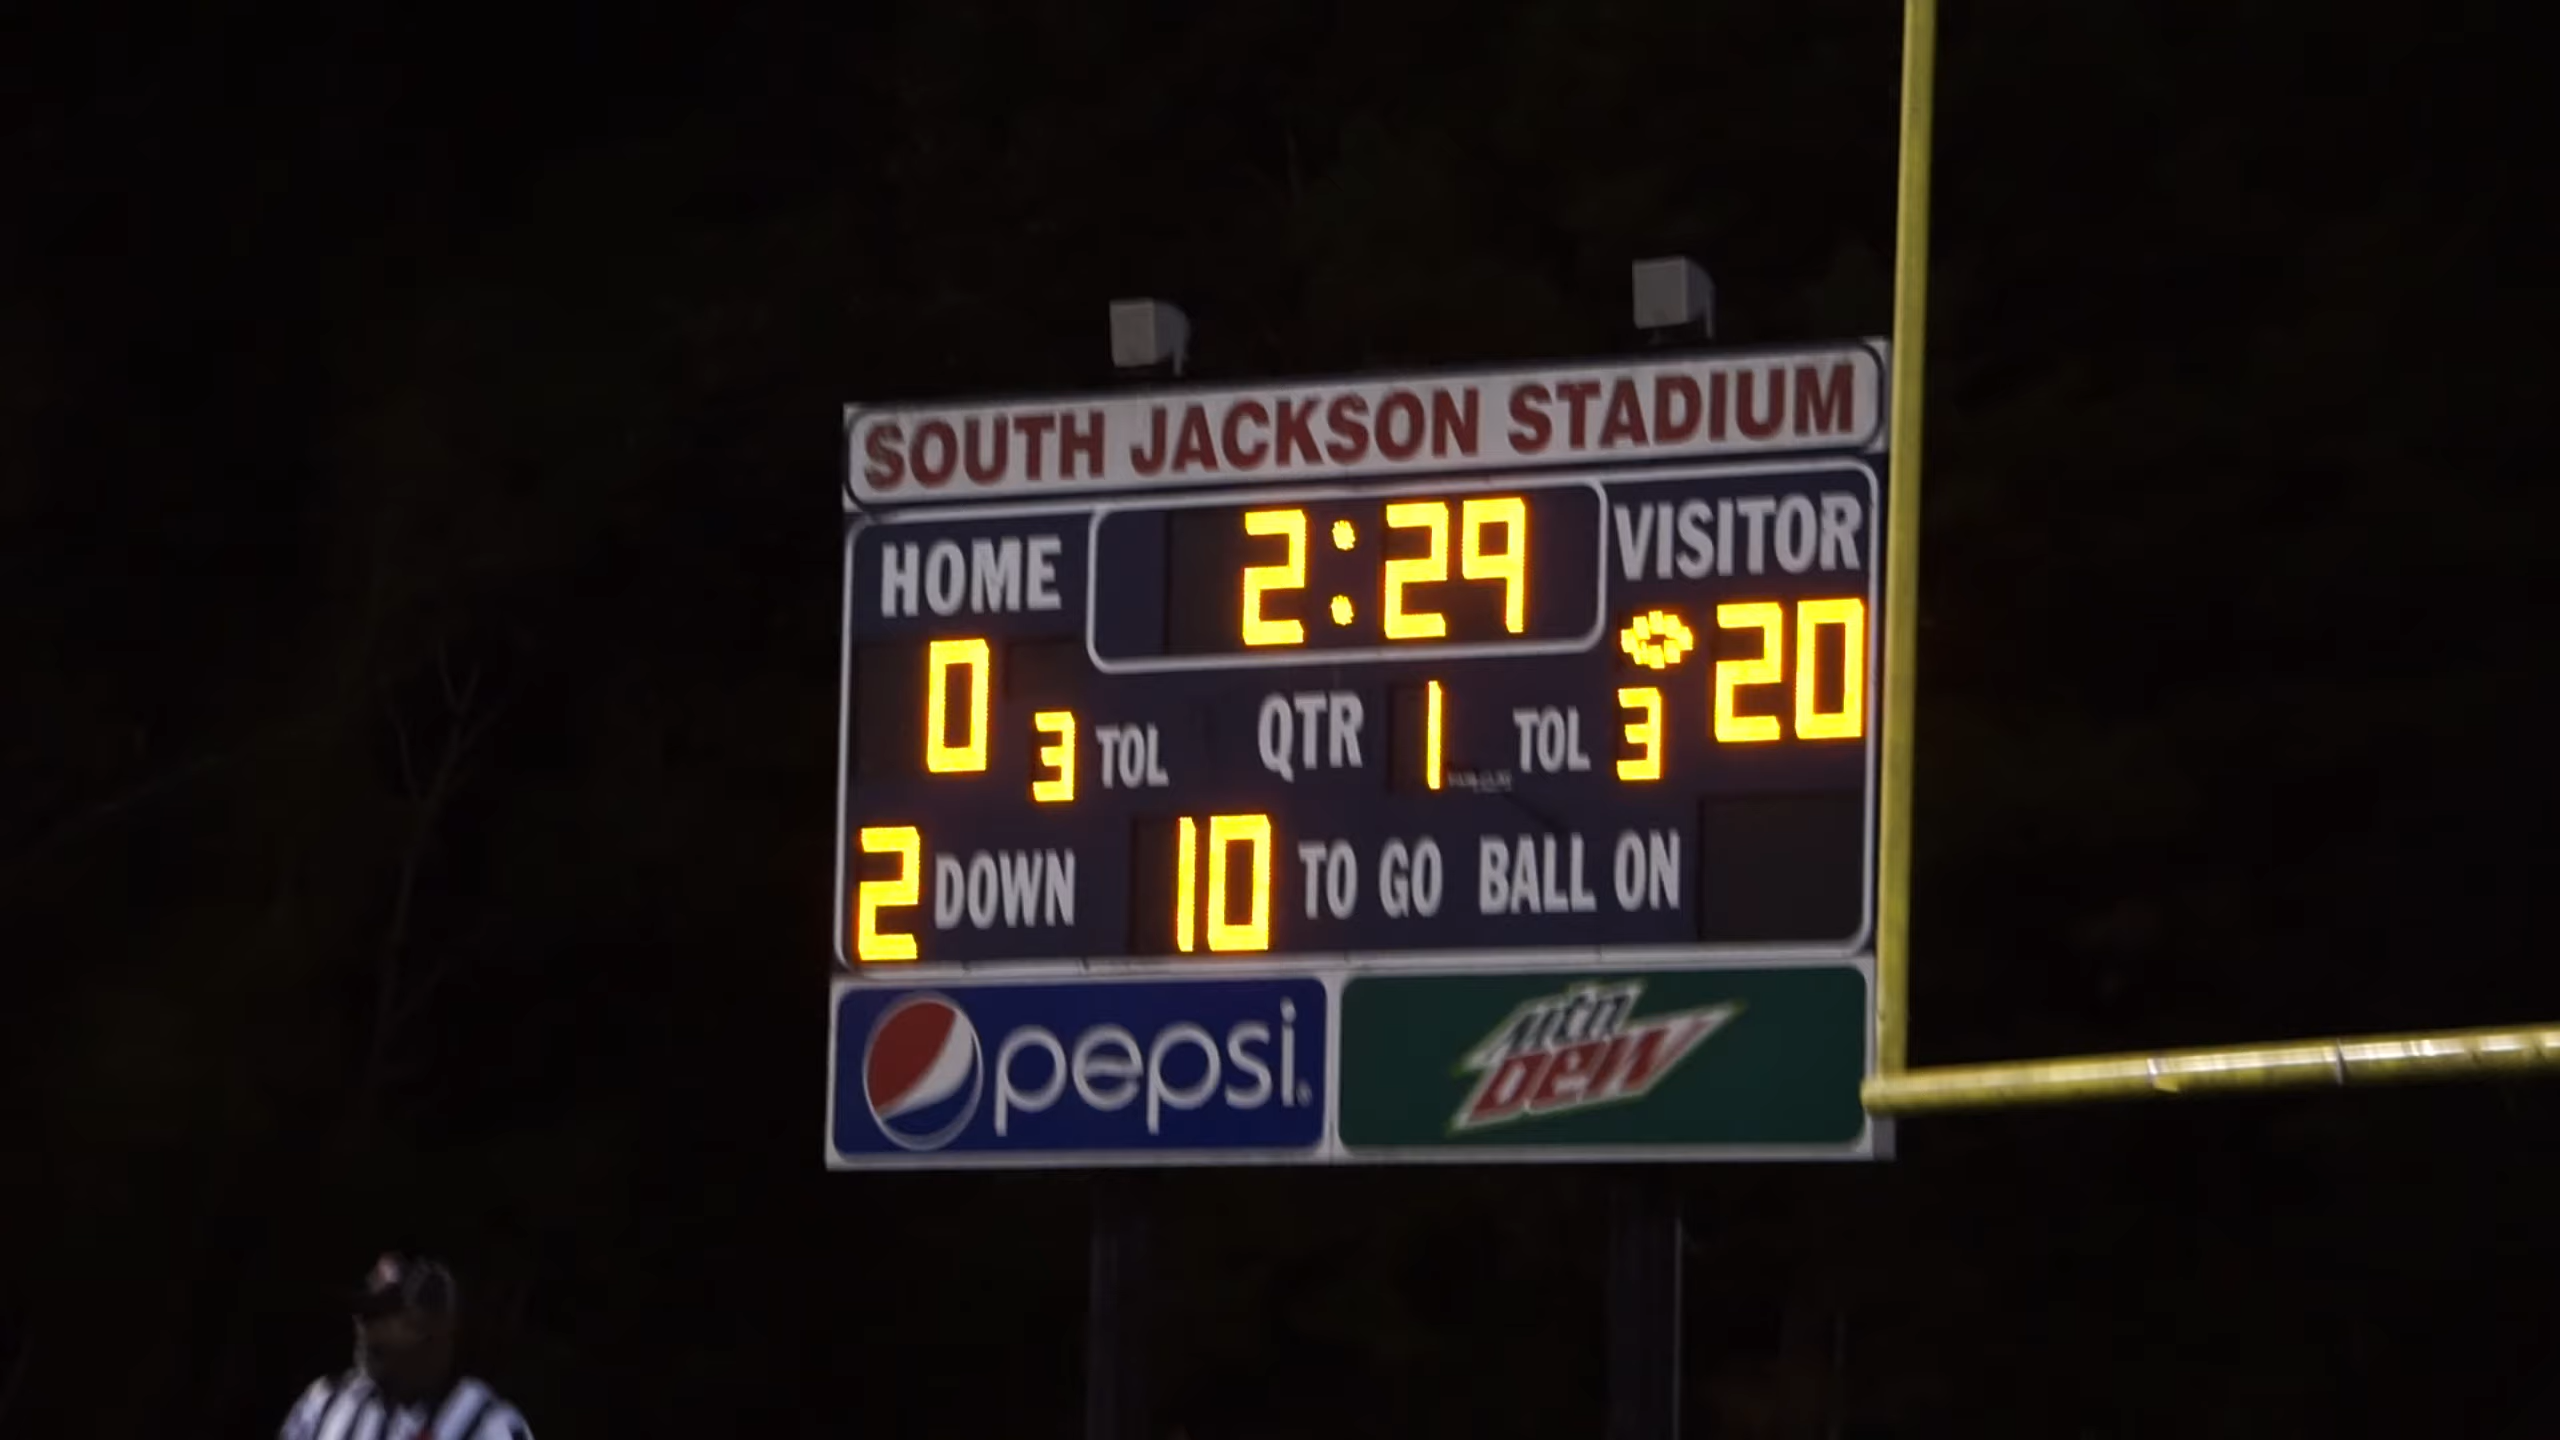 SOUTH JACKSON STADIUM
HOME 2:29 VISITOR
0 3 TOL QTR 1 TOL 3 20
2 DOWN 10 TO GO BALL ON
pepsi
mtn DEW